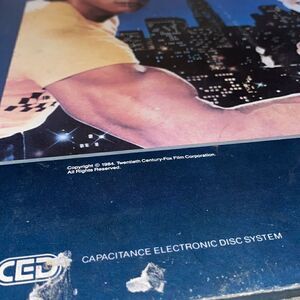 Copyright © 1984, Twentieth Century-Fox Film Corporation.
All Rights Reserved.
CED
CAPACITANCE ELECTRONIC DISC SYSTEM